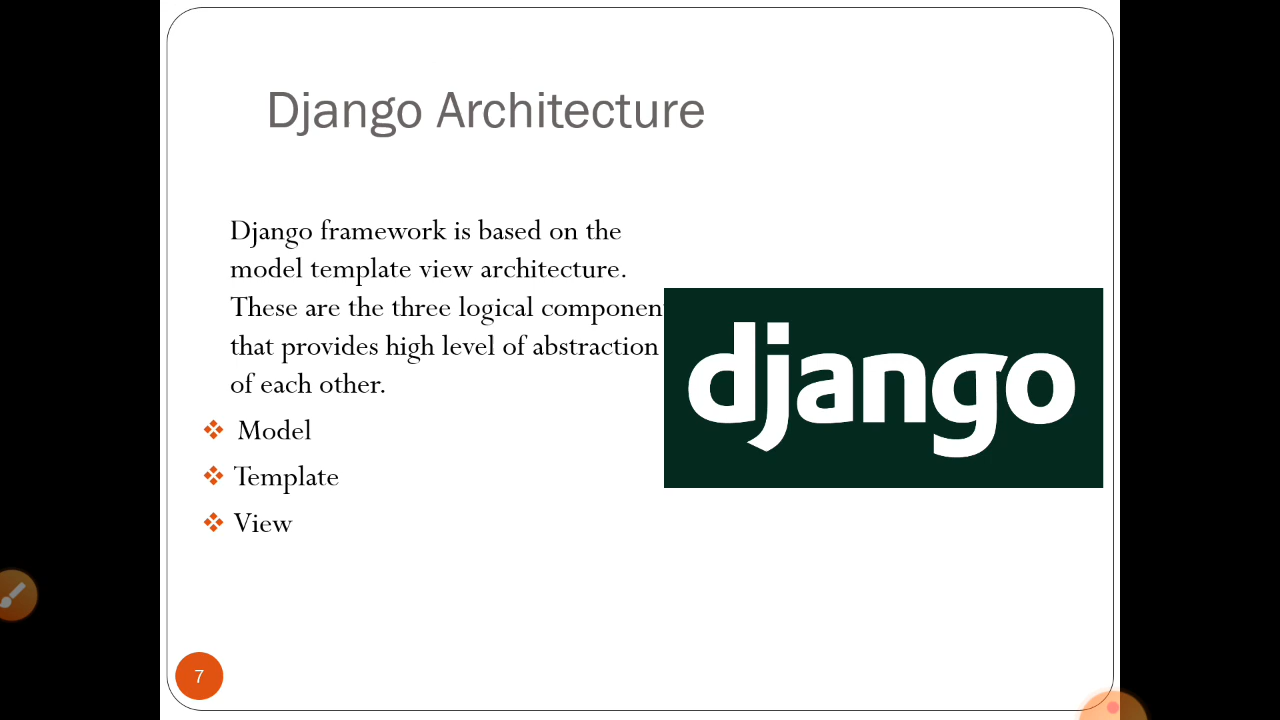 Django Architecture
Django framework is based on the
model template view architecture.
These are the three logical componen
that provides high level of abstraction
of each other.
Model
Template
View
django
7